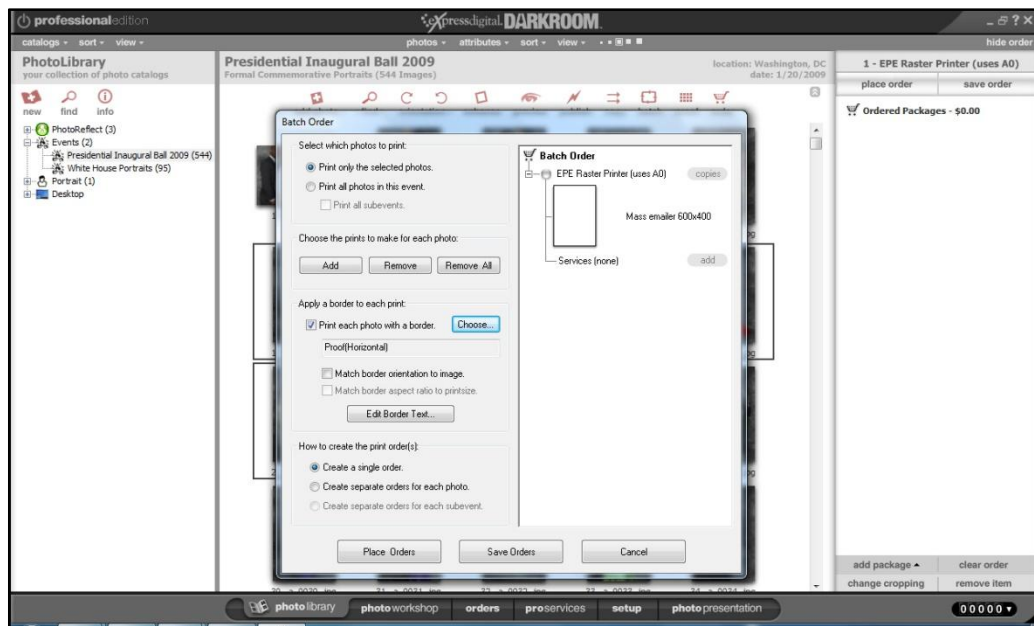 professionaledition
expressdigital. DARKROOM.
catalogs sort view
photos attributes sort view
hide order
PhotoLibrary
your collection of photo catalogs
new find info
PhotoReflect (3)
Events (2)
Presidential Inaugural Ball 2009 (544)
White House Portraits (95)
Portrait (1)
Desktop
Presidential Inaugural Ball 2009
Formal Commemorative Portraits (544 Images)
location: Washington, DC
date: 1/20/2009
Batch Order
Select which photos to print:
Print only the selected photos.
Print all photos in this event.
Print all subevents.
Choose the prints to make for each photo:
Add Remove Remove All
Apply a border to each print:
Print each photo with a border. Choose...
Proof(Horizontal)
Match border orientation to image.
Match border aspect ratio to printsize.
Edit Border Text...
How to create the print order(s):
Create a single order.
Create separate orders for each photo.
Create separate orders for each subevent.
Batch Order
EPE Raster Printer (uses A0) copies
Mass emailer 600x400
Services (none) add
Place Orders Save Orders Cancel
1 - EPE Raster Printer (uses A0)
place order save order
Ordered Packages - $0.00
add package clear order
change cropping remove item
photolibrary photoworkshop orders proservices setup photopresentation
00000